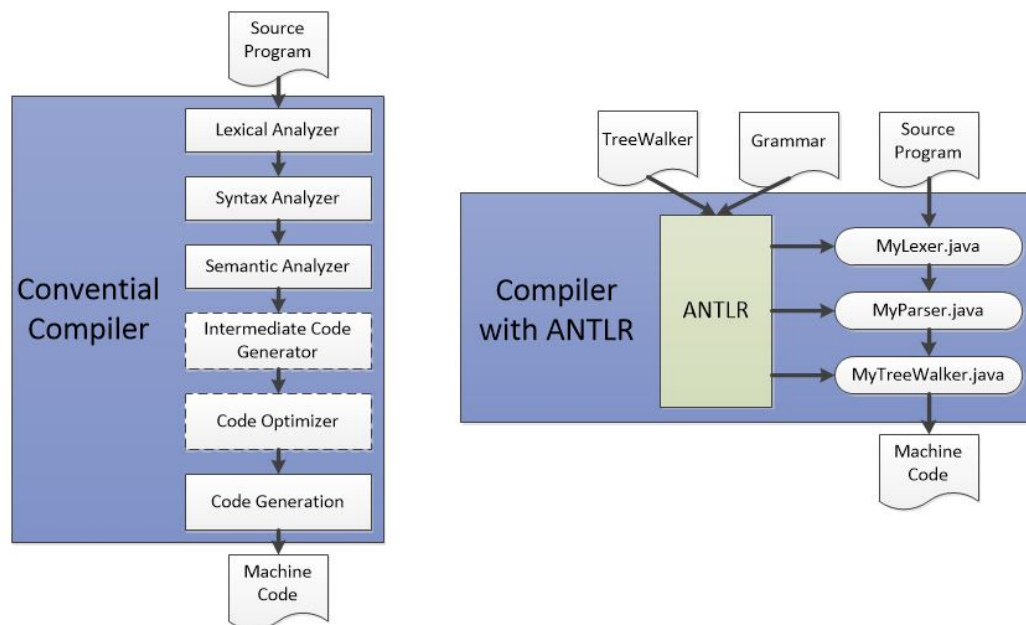 Source
Program
Lexical Analyzer
Syntax Analyzer
Semantic Analyzer
Convential
Compiler
Intermediate Code
Generator
Code Optimizer
Code Generation
Machine
Code
TreeWalker
Grammar
Source
Program
Compiler
with ANTLR
ANTLR
MyLexer.java
MyParser.java
MyTreeWalker.java
Machine
Code